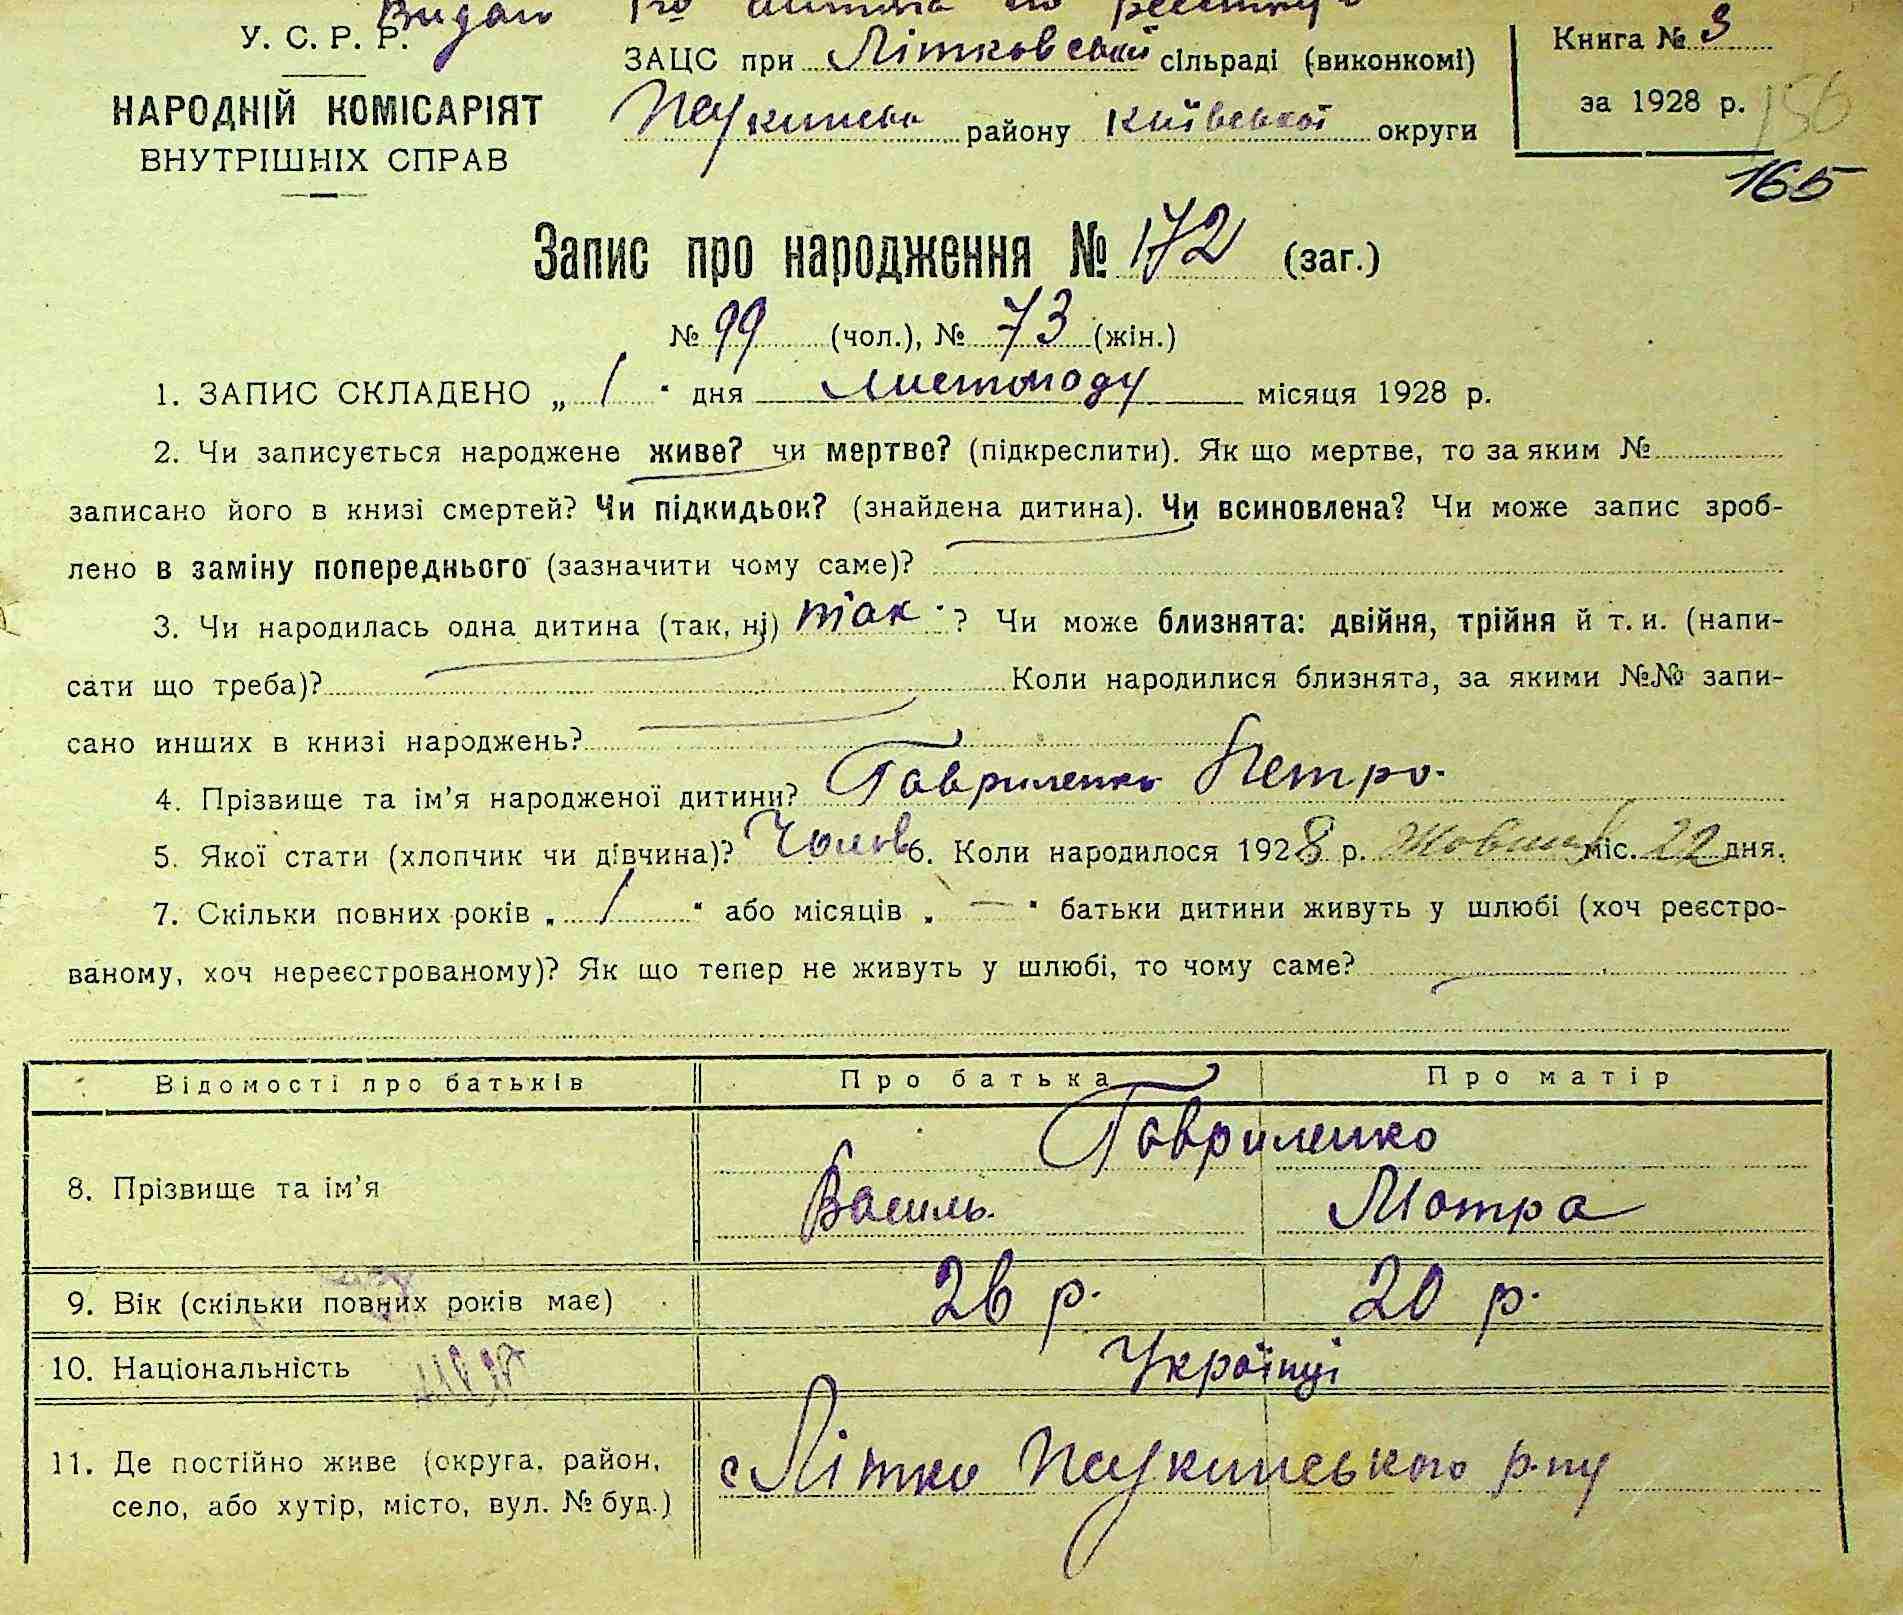 Видан
У. С. Р. Р.
НАРОДНІЙ КОМІСАРІЯТ
ВНУТРІШНІХ СПРАВ
ЗАЦС при Літковській сільраді (виконкомі)
району Київської округи
Книга № 3
за 1928 р.
156
165
Запис про народження № 172 (заг.)
№ 99 (чол.), № 73 (жін.)
1. ЗАПИС СКЛАДЕНО „ 1 " дня Листопаду місяця 1928 р.
2. Чи записується народжене живе? чи мертве? (підкреслити). Як що мертве, то за яким №
записано його в книзі смертей? Чи підкидьок? (знайдена дитина). Чи всиновлена? Чи може запис зроб-
лено в заміну попереднього (зазначити чому саме)?
3. Чи народилась одна дитина (так, ні) так ? Чи може близнята: двійня, трійня й т. и. (напи-
сати що треба)? Коли народилися близнята, за якими №№ запи-
сано инших в книзі народжень?
4. Прізвище та ім'я народженої дитини? Гавриленко Петро.
5. Якої стати (хлопчик чи дівчина)? Чолов 6. Коли народилося 1928 р. Жовтня міс. 22 дня.
7. Скільки повних років „ 1 " або місяців „ — " батьки дитини живуть у шлюбі (хоч реєстро-
ваному, хоч нереєстрованому)? Як що тепер не живуть у шлюбі, то чому саме?
Відомості про батьків Про батька Про матір
8. Прізвище та ім'я Гавриленко
Василь. Мотра
9. Вік (скільки повних років має) 26 р. 20 р.
10. Національність Українці
11. Де постійно живе (округа, район,
село, або хутір, місто, вул. № буд.) с Літки р-ну